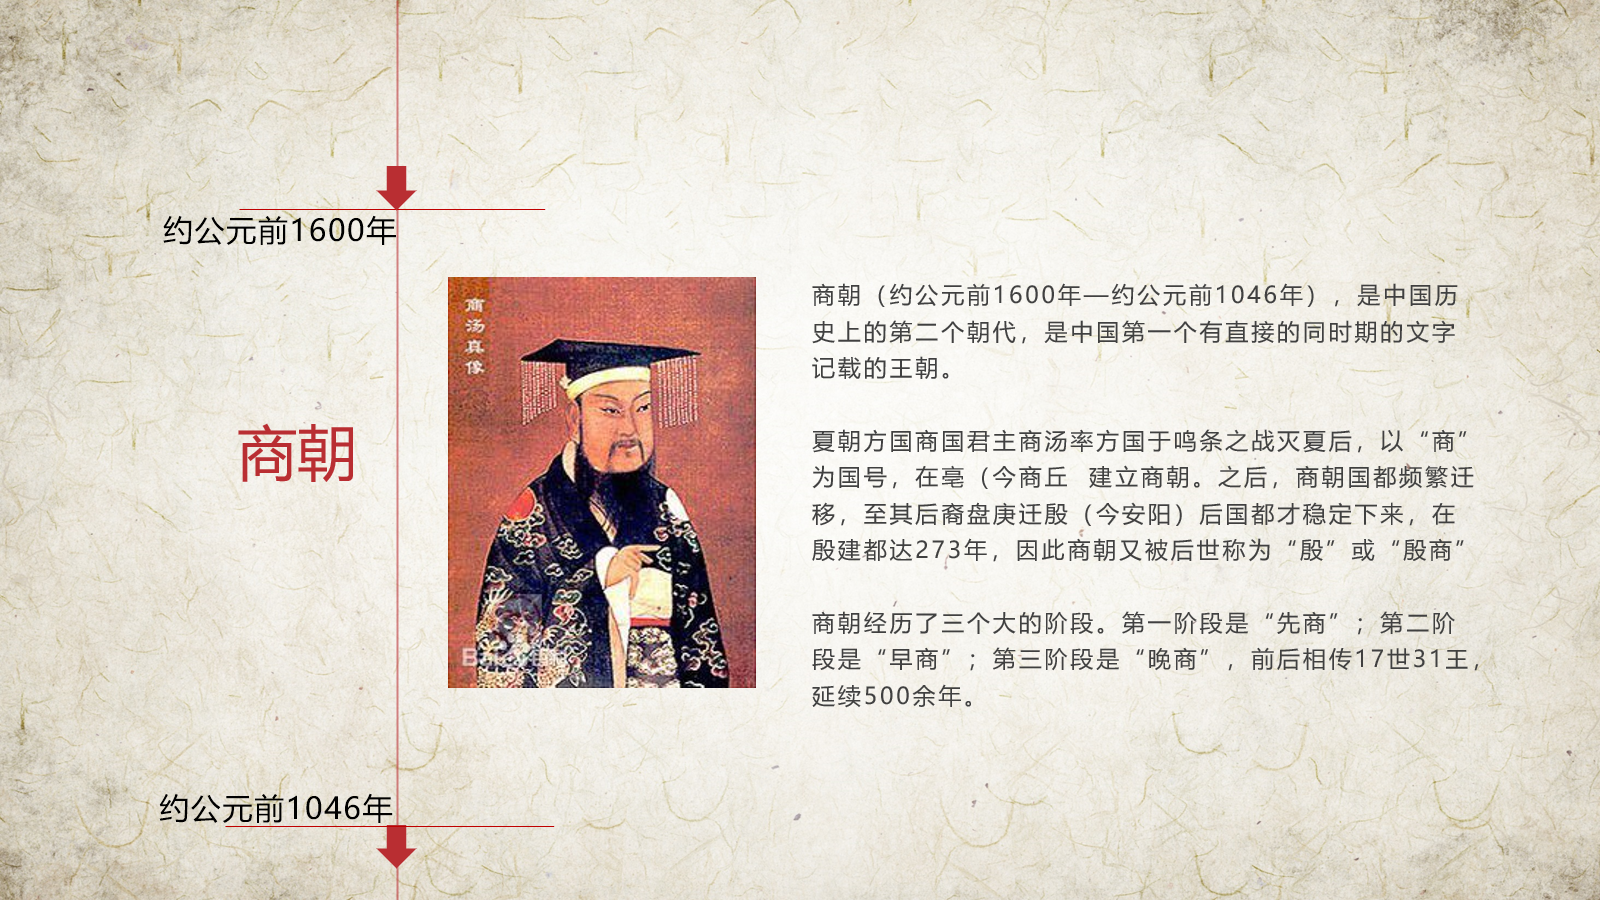 约公元前1600年
商朝
约公元前1046年
商汤真像
商朝（约公元前1600年—约公元前1046年），是中国历
史上的第二个朝代，是中国第一个有直接的同时期的文字
记载的王朝。
夏朝方国商国君主商汤率方国于鸣条之战灭夏后，以“商”
为国号，在亳（今商丘 建立商朝。之后，商朝国都频繁迁
移，至其后裔盘庚迁殷（今安阳）后国都才稳定下来，在
殷建都达273年，因此商朝又被后世称为“殷”或“殷商”
商朝经历了三个大的阶段。第一阶段是“先商”；第二阶
段是“早商”；第三阶段是“晚商”，前后相传17世31王，
延续500余年。